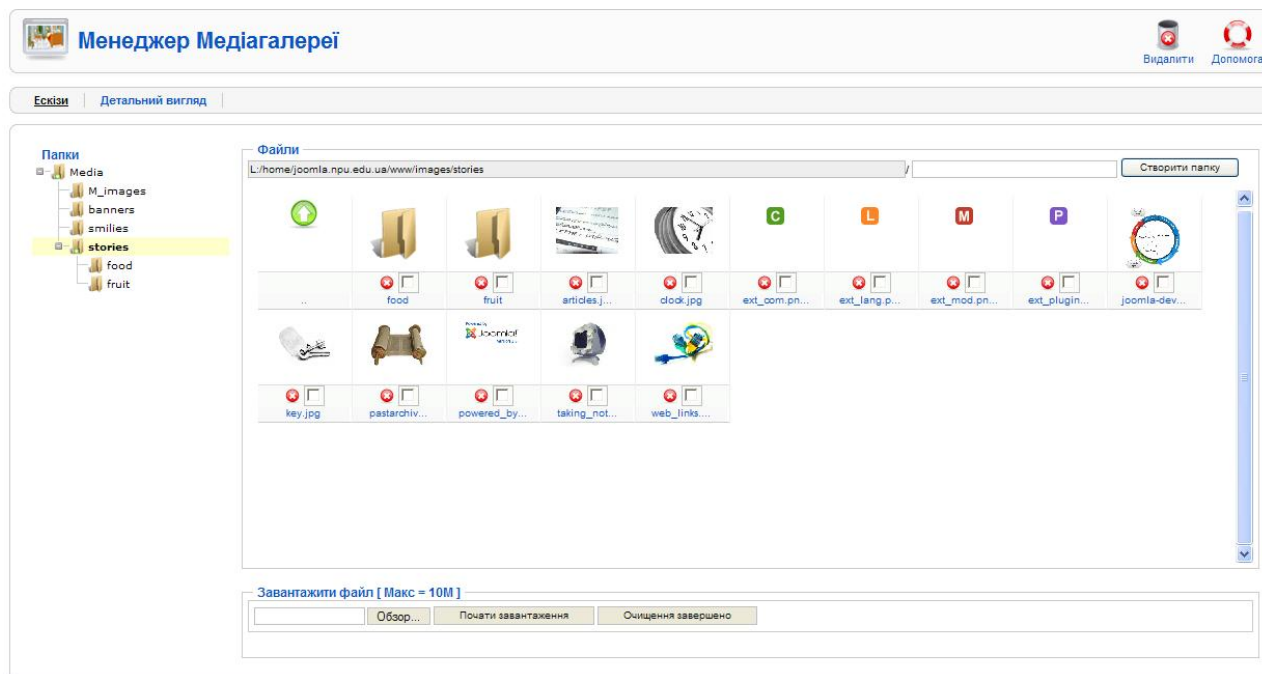 Менеджер Медіагалереї
Видалити Допомога
Ескізи Детальний вигляд
Папки
Media
M_images
banners
smilies
stories
food
fruit
Файли
L:/home/joomla.npu.edu.ua/www/images/stories / Створити папку
C L M P
.. food fruit articles.j... clock.jpg ext_com.pn... ext_lang.p... ext_mod.pn... ext_plugin... joomla-dev...
Joomla!
key.jpg pastarchiv... powered_by... taking_not... web_links....
Завантажити файл [ Макс = 10M ]
Обзор... Почати завантаження Очищення завершено